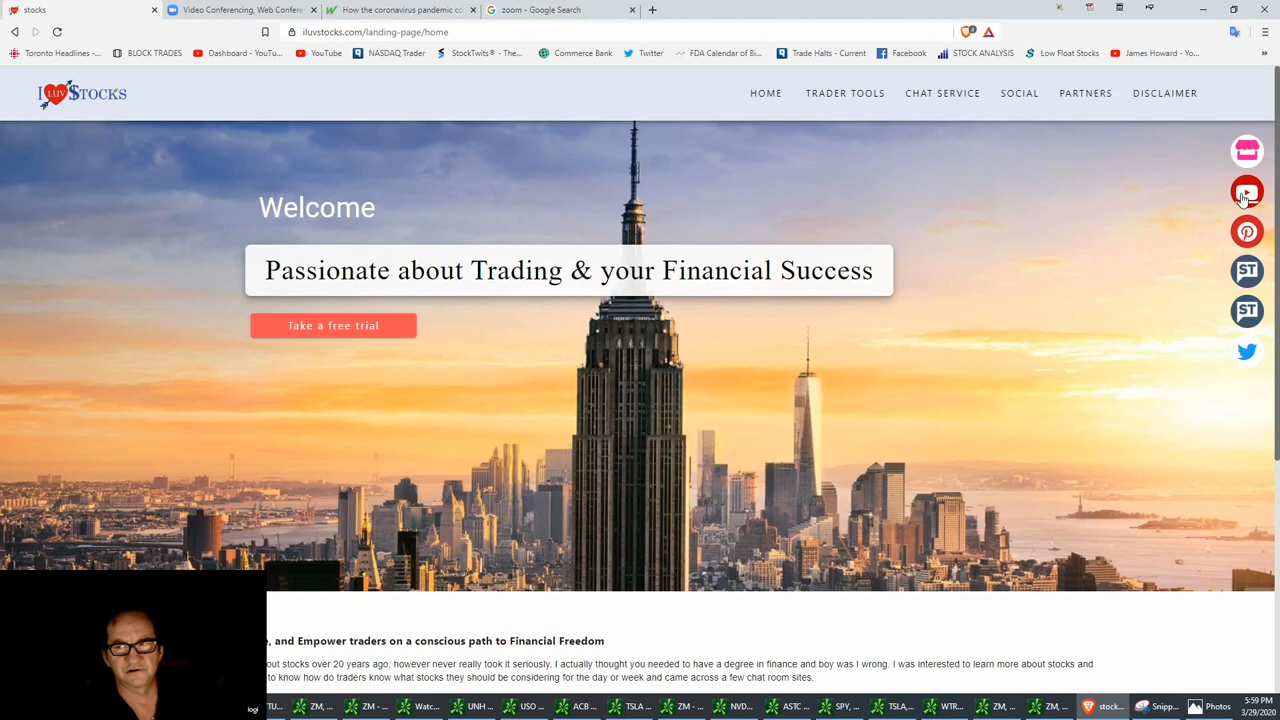 stocks
Video Conferencing, Web Confere
How the coronavirus pandemic co
zoom - Google Search
iluvstocks.com/landing-page/home
2
Toronto Headlines -...
BLOCK TRADES
Dashboard - YouTu...
YouTube
NASDAQ Trader
StockTwits® - The...
Commerce Bank
Twitter
FDA Calendar of Bi...
Trade Halts - Current
Facebook
STOCK ANALYSIS
Low Float Stocks
James Howard - Yo...
I LUV $TOCKS
HOME
TRADER TOOLS
CHAT SERVICE
SOCIAL
PARTNERS
DISCLAIMER
Welcome
Passionate about Trading & your Financial Success
Take a free trial
ST
ST
e, and Empower traders on a conscious path to Financial Freedom
out stocks over 20 years ago, however never really took it seriously. I actually thought you needed to have a degree in finance and boy was I wrong. I was interested to learn more about stocks and
to know how do traders know what stocks they should be considering for the day or week and came across a few chat room sites.
logi
TU...
ZM, ...
ZM - ...
Watc...
UNH ...
USO ...
ACB ...
TSLA ...
ZM - ...
NVD...
ASTC ...
SPY, ...
TSLA,...
WTR...
ZM, ...
ZM, ...
stock...
Snipp...
Photos
5:59 PM
3/29/2020